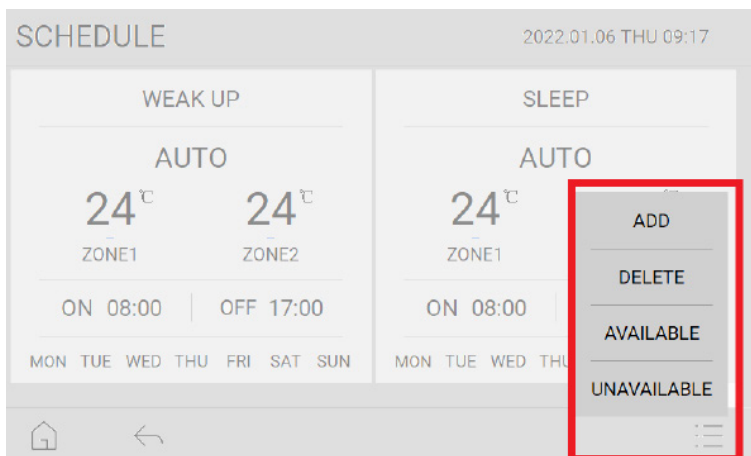 SCHEDULE 2022.01.06 THU 09:17
WEAK UP
AUTO
24℃ 24℃
ZONE1 ZONE2
ON 08:00 OFF 17:00
MON TUE WED THU FRI SAT SUN
SLEEP
AUTO
24℃
ZONE1
ON 08:00
MON TUE WED THU
ADD
DELETE
AVAILABLE
UNAVAILABLE